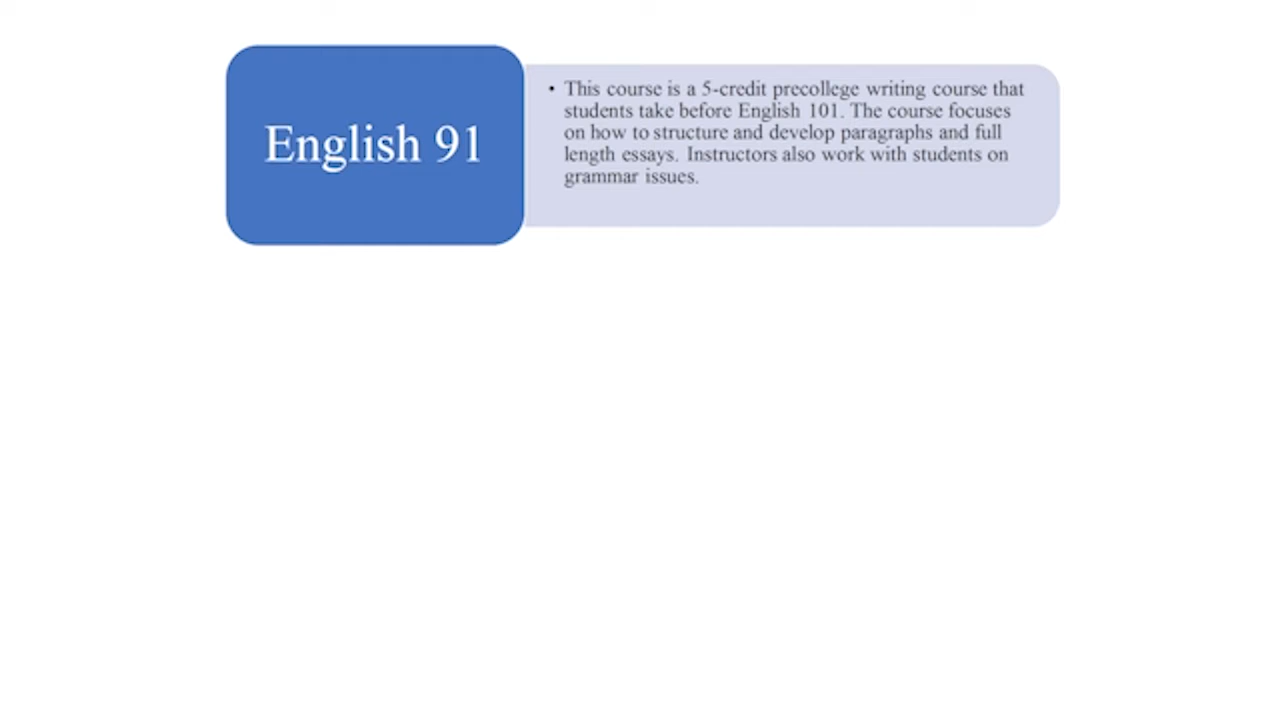 English 91
• This course is a 5-credit precollege writing course that
students take before English 101. The course focuses
on how to structure and develop paragraphs and full
length essays. Instructors also work with students on
grammar issues.